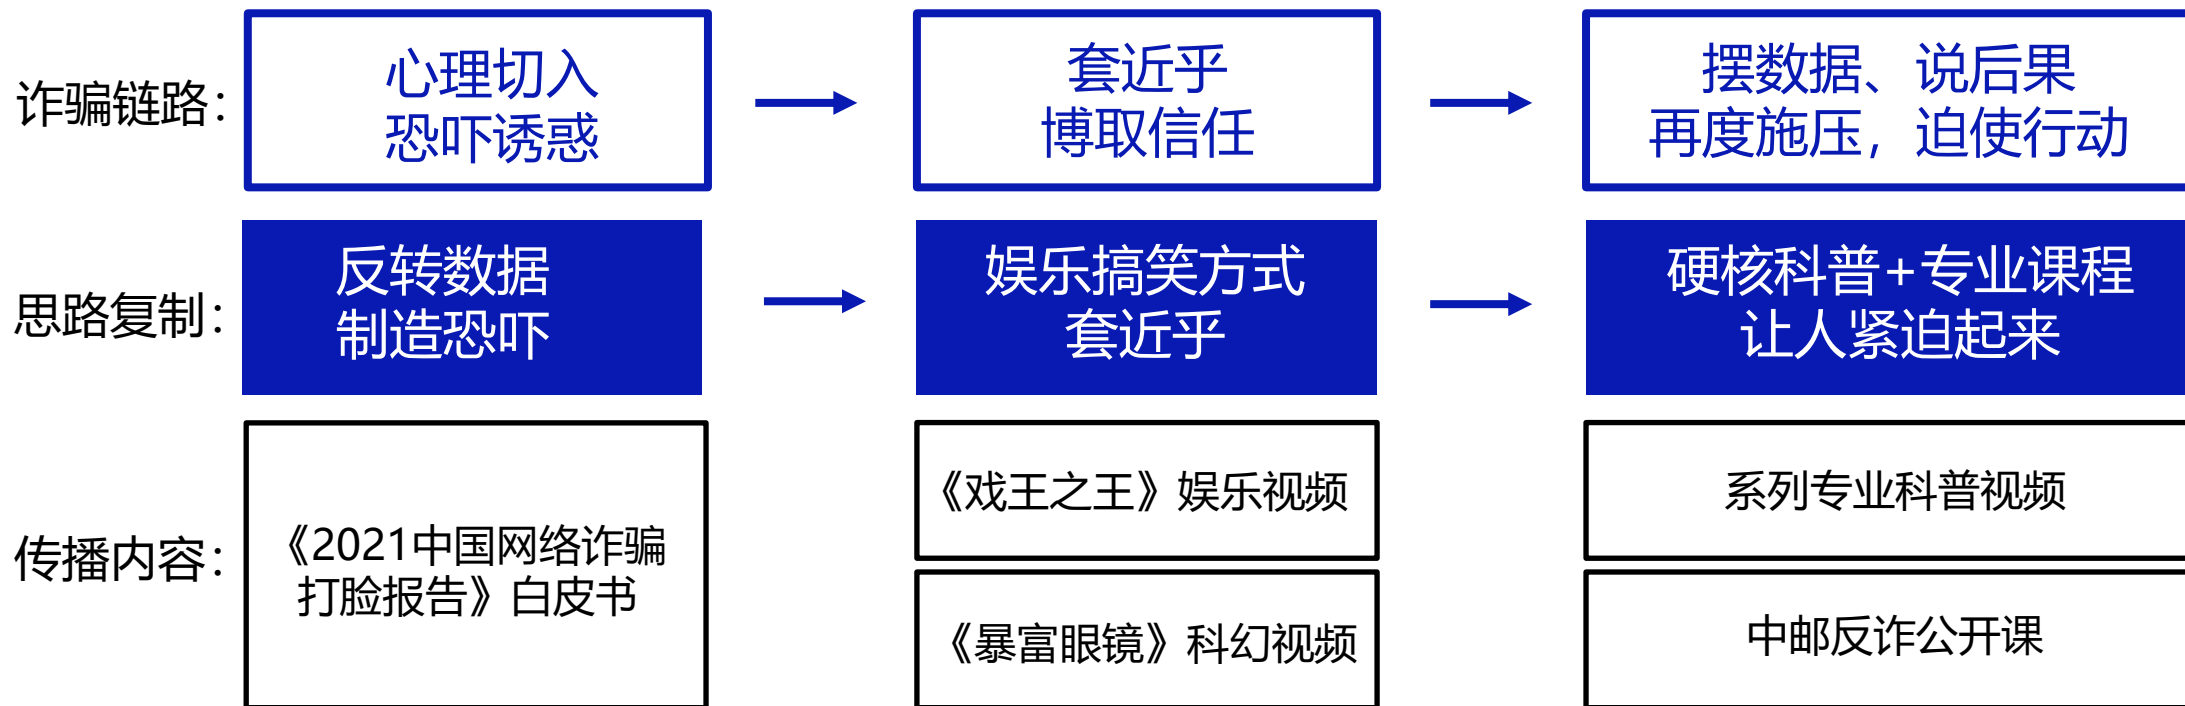 诈骗链路：
心理切入
恐吓诱惑
套近乎
博取信任
摆数据、说后果
再度施压，迫使行动
思路复制：
反转数据
制造恐吓
娱乐搞笑方式
套近乎
硬核科普+专业课程
让人紧迫起来
传播内容：
《2021中国网络诈骗
打脸报告》白皮书
《戏王之王》娱乐视频
《暴富眼镜》科幻视频
系列专业科普视频
中邮反诈公开课